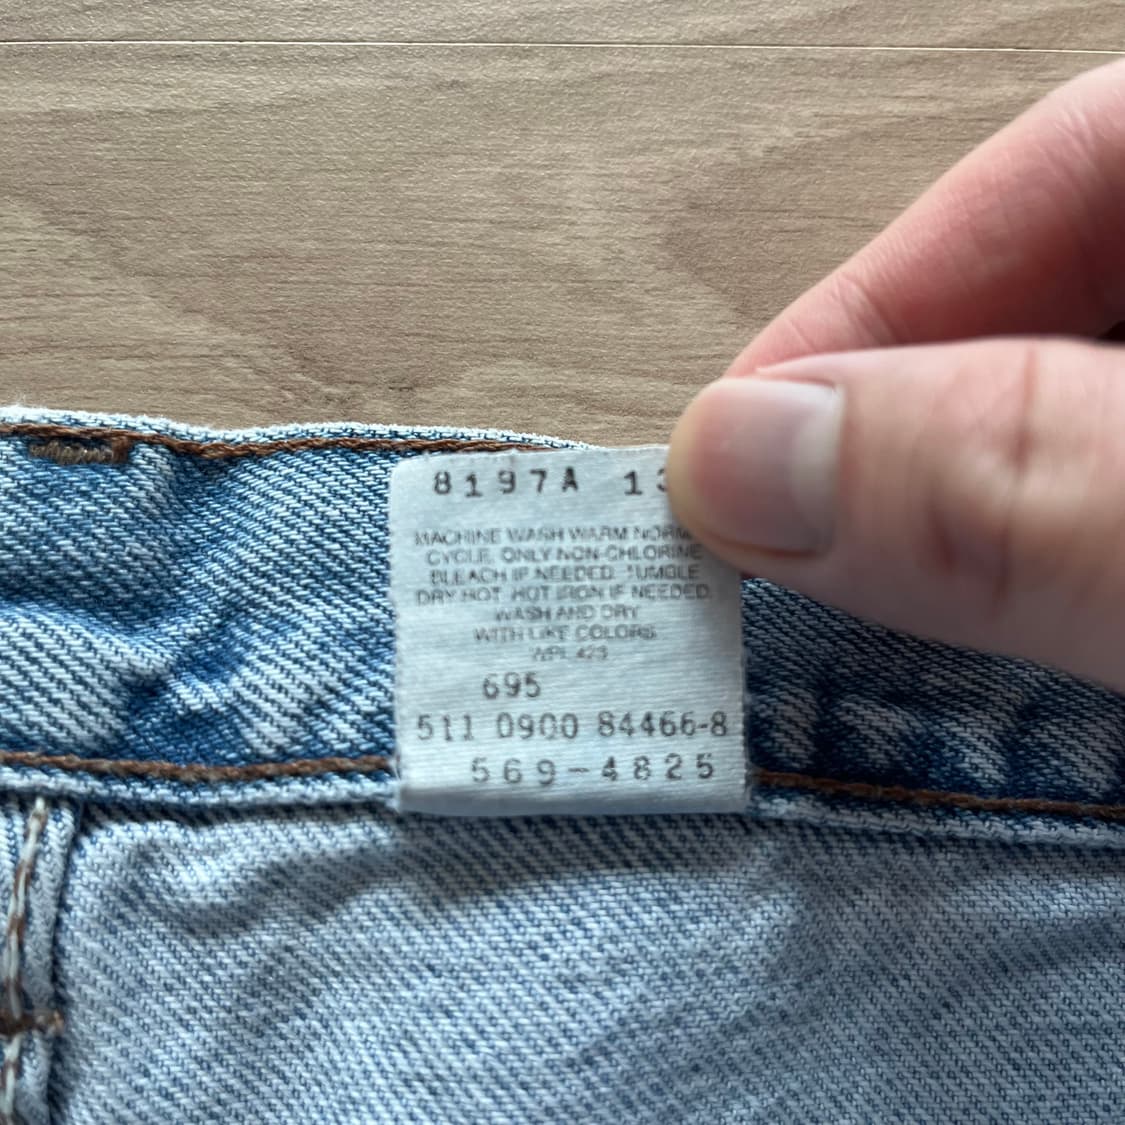 8197A 13
MACHINE WASH WARM NORM
CYCLE. ONLY NON-CHLORINE
BLEACH IF NEEDED. TUMBLE
DRY HOT. HOT IRON IF NEEDED.
WASH AND DRY
WITH LIKE COLORS
WPL 423
695
511 0900 84466-8
569-4825